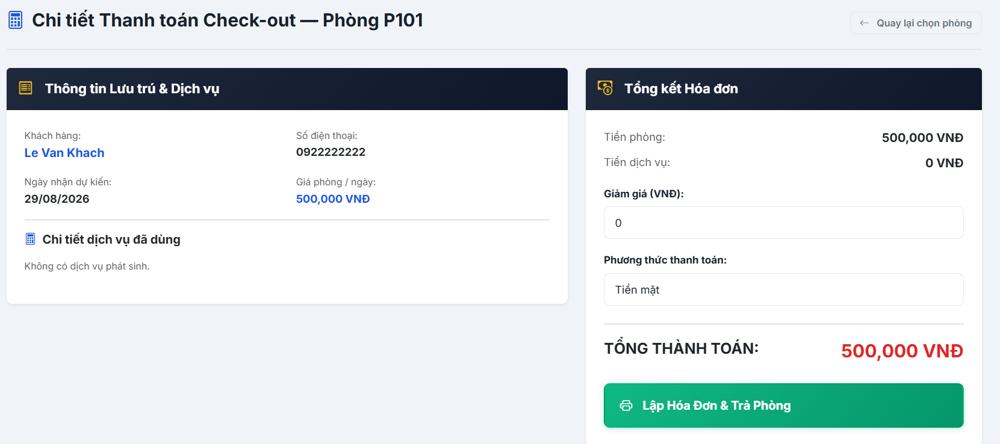 Chi tiết Thanh toán Check-out — Phòng P101
← Quay lại chọn phòng
Thông tin Lưu trú & Dịch vụ
Khách hàng:
Le Van Khach
Số điện thoại:
0922222222
Ngày nhận dự kiến:
29/08/2026
Giá phòng / ngày:
500,000 VNĐ
Chi tiết dịch vụ đã dùng
Không có dịch vụ phát sinh.
Tổng kết Hóa đơn
Tiền phòng: 500,000 VNĐ
Tiền dịch vụ: 0 VNĐ
Giảm giá (VNĐ):
0
Phương thức thanh toán:
Tiền mặt
TỔNG THÀNH TOÁN: 500,000 VNĐ
Lập Hóa Đơn & Trả Phòng